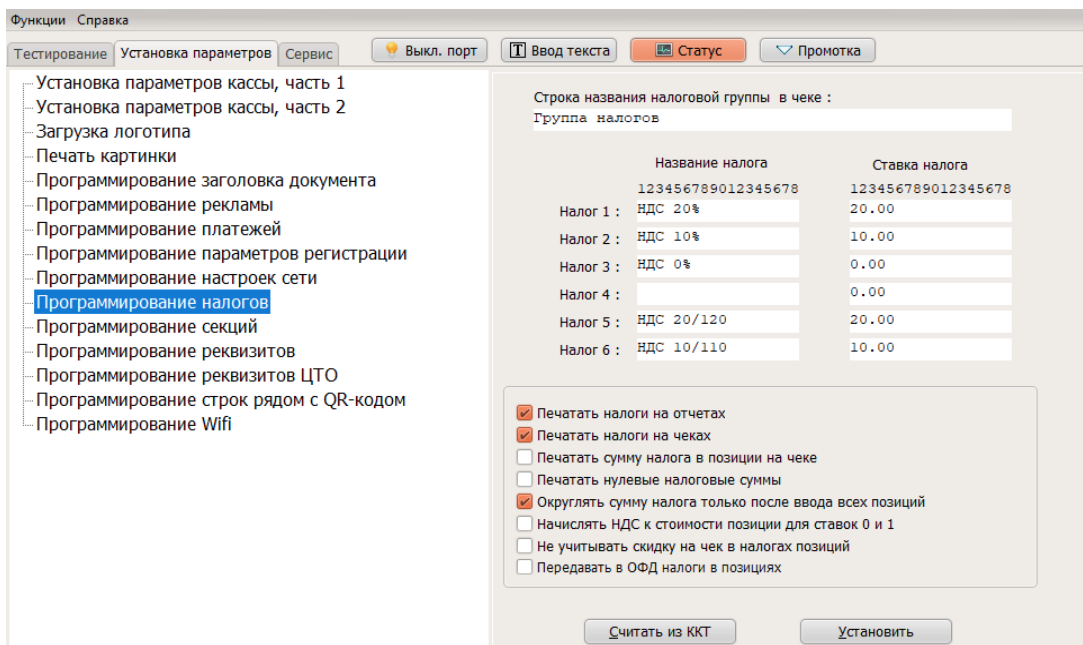 Функции Справка
Тестирование Установка параметров Сервис Выкл. порт T Ввод текста Статус Промотка
Установка параметров кассы, часть 1
Установка параметров кассы, часть 2
Загрузка логотипа
Печать картинки
Программирование заголовка документа
Программирование рекламы
Программирование платежей
Программирование параметров регистрации
Программирование настроек сети
Программирование налогов
Программирование секций
Программирование реквизитов
Программирование реквизитов ЦТО
Программирование строк рядом с QR-кодом
Программирование Wifi
Строка названия налоговой группы в чеке :
Группа налогов
Название налога Ставка налога
123456789012345678 123456789012345678
Налог 1 : НДС 20% 20.00
Налог 2 : НДС 10% 10.00
Налог 3 : НДС 0% 0.00
Налог 4 : 0.00
Налог 5 : НДС 20/120 20.00
Налог 6 : НДС 10/110 10.00
Печатать налоги на отчетах
Печатать налоги на чеках
Печатать сумму налога в позиции на чеке
Печатать нулевые налоговые суммы
Округлять сумму налога только после ввода всех позиций
Начислять НДС к стоимости позиции для ставок 0 и 1
Не учитывать скидку на чек в налогах позиций
Передавать в ОФД налоги в позициях
Считать из ККТ Установить